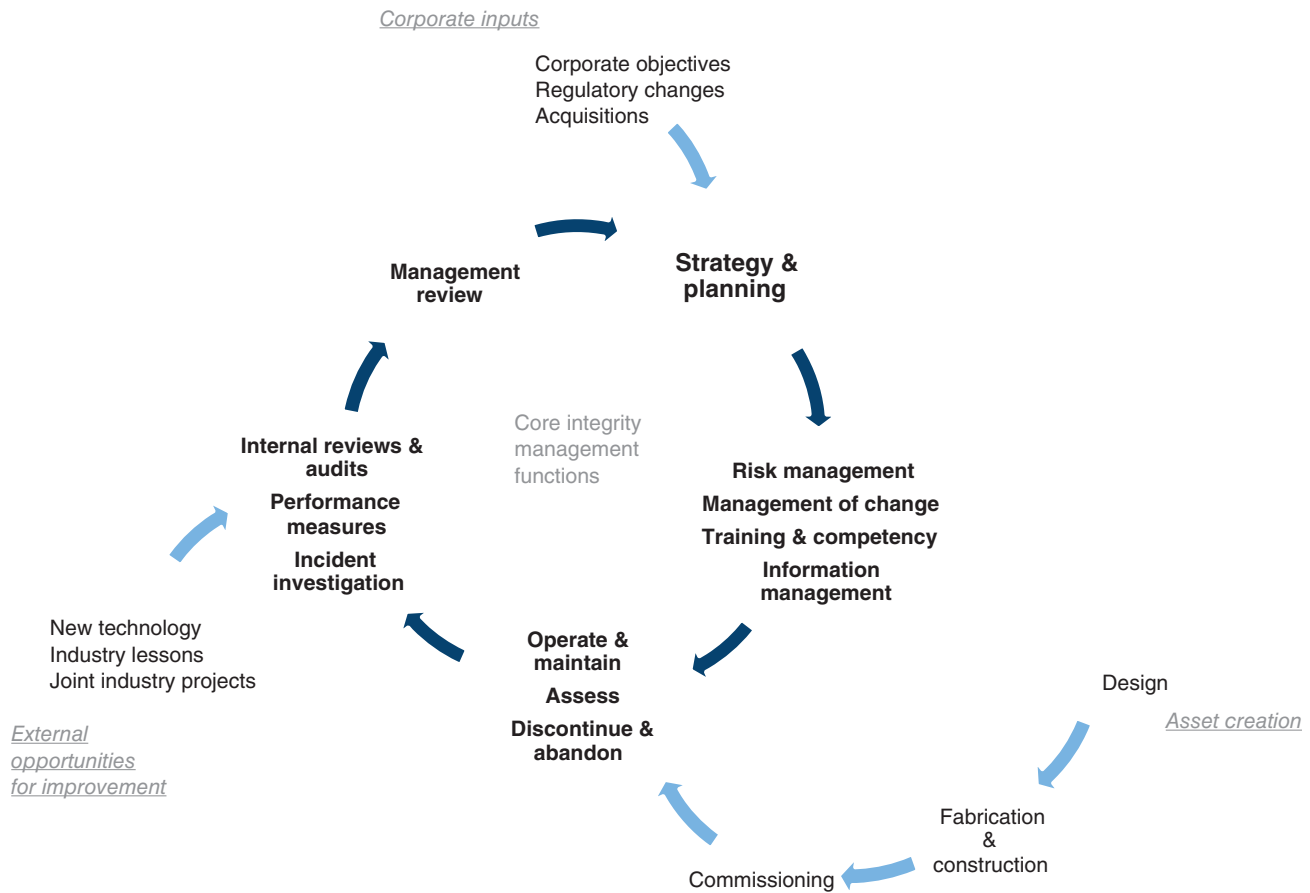 Corporate inputs
Corporate objectives
Regulatory changes
Acquisitions
Strategy &
planning
Management
review
Core integrity
management
functions
Internal reviews &
audits
Performance
measures
Incident
investigation
Risk management
Management of change
Training & competency
Information
management
New technology
Industry lessons
Joint industry projects
External
opportunities
for improvement
Operate &
maintain
Assess
Discontinue &
abandon
Design
Asset creation
Fabrication
&
construction
Commissioning